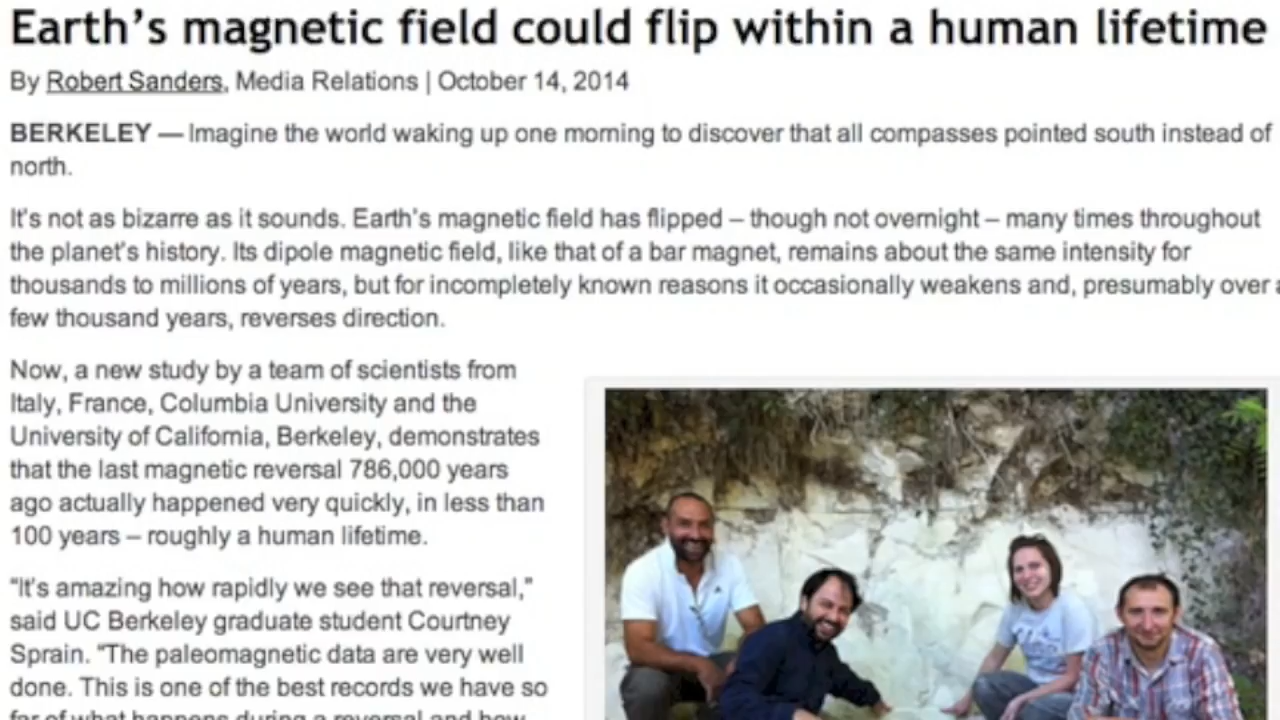 Earth’s magnetic field could flip within a human lifetime
By Robert Sanders, Media Relations | October 14, 2014
BERKELEY — Imagine the world waking up one morning to discover that all compasses pointed south instead of
north.
It's not as bizarre as it sounds. Earth's magnetic field has flipped – though not overnight – many times throughout
the planet's history. Its dipole magnetic field, like that of a bar magnet, remains about the same intensity for
thousands to millions of years, but for incompletely known reasons it occasionally weakens and, presumably over a
few thousand years, reverses direction.
Now, a new study by a team of scientists from
Italy, France, Columbia University and the
University of California, Berkeley, demonstrates
that the last magnetic reversal 786,000 years
ago actually happened very quickly, in less than
100 years – roughly a human lifetime.
“It's amazing how rapidly we see that reversal,”
said UC Berkeley graduate student Courtney
Sprain. “The paleomagnetic data are very well
done. This is one of the best records we have so
far of what happens during a reversal and how